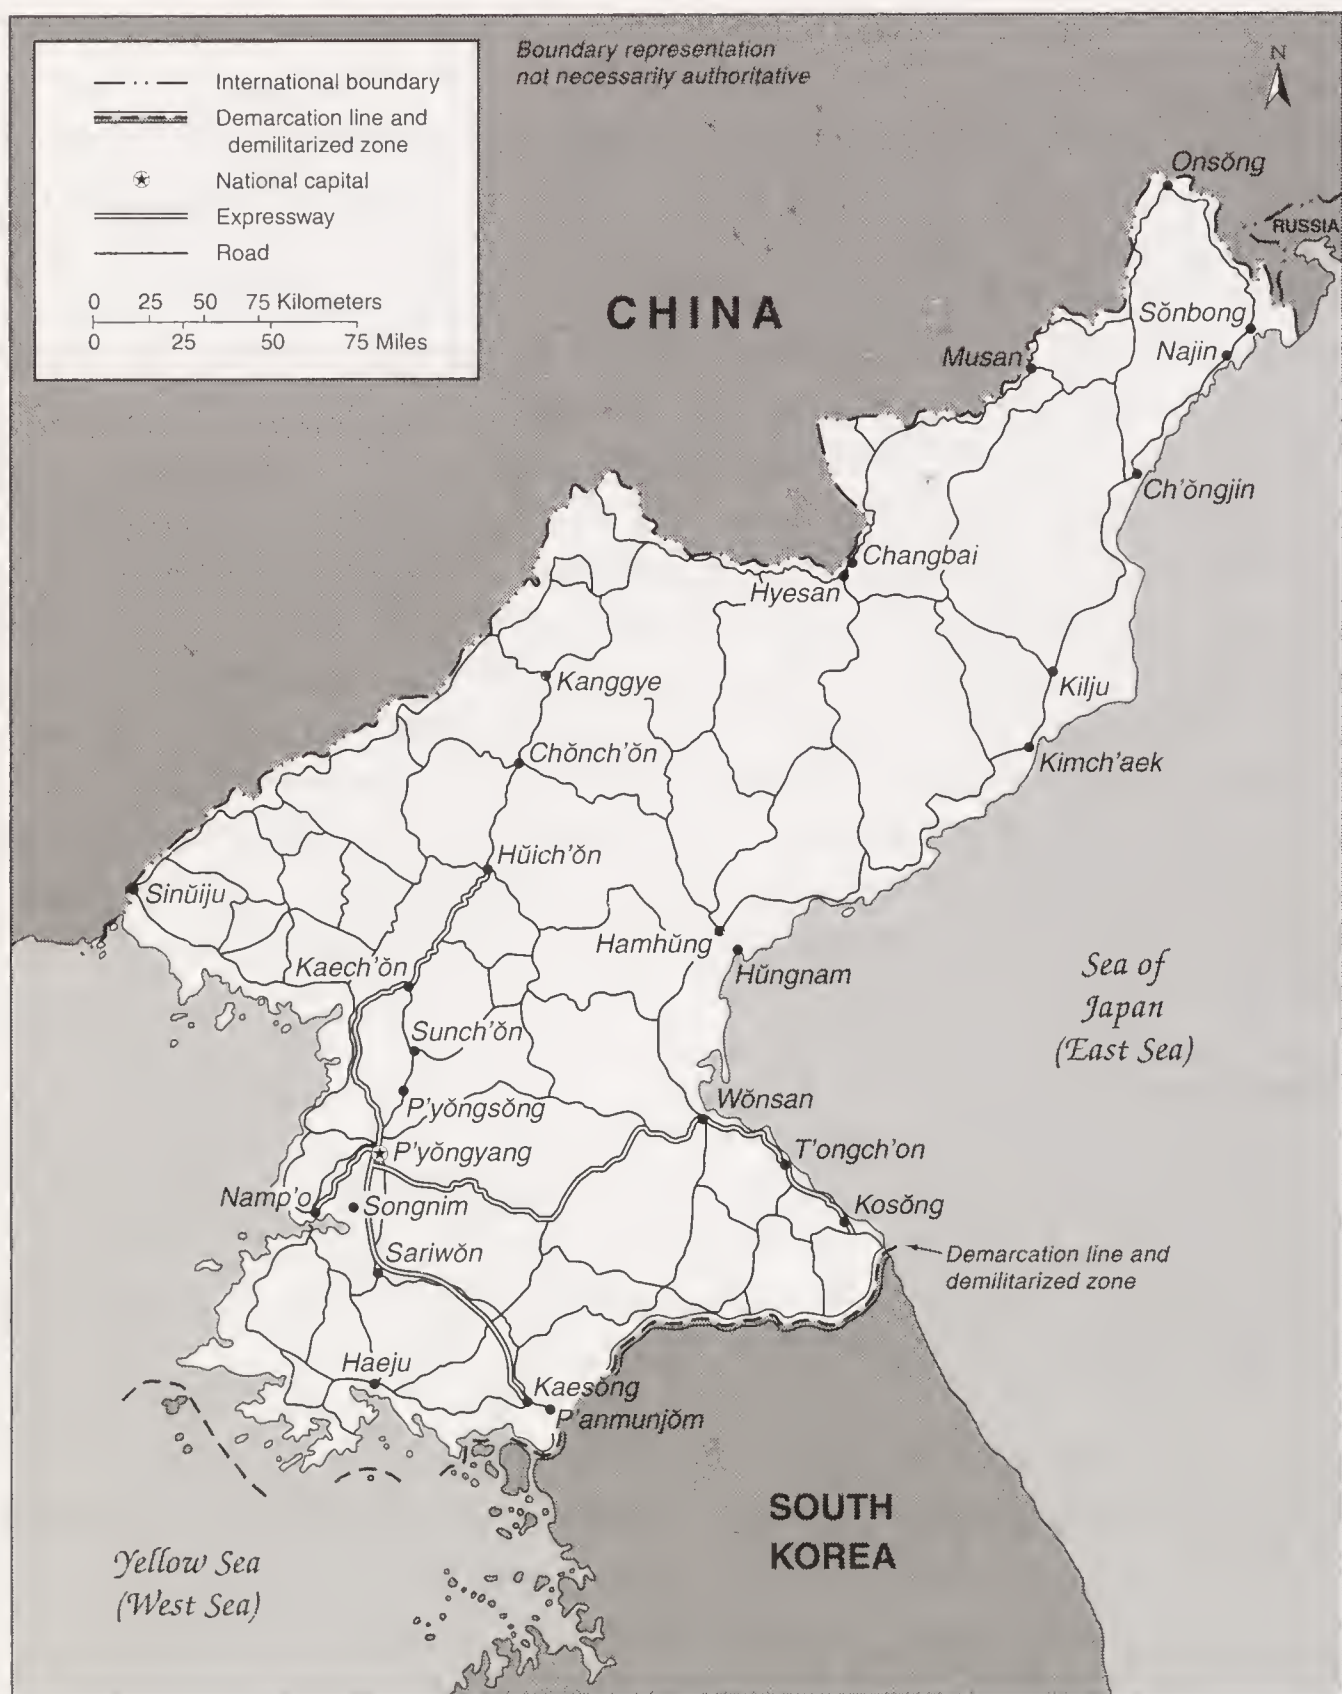 Boundary representation
not necessarily authoritative
International boundary
Demarcation line and
demilitarized zone
National capital
Expressway
Road
0 25 50 75 Kilometers
0 25 50 75 Miles
N
Onsŏng
RUSSIA
CHINA
Sŏnbong
Najin
Musan
Ch'ŏngjin
Changbai
Hyesan
Kanggye
Kilju
Chŏnch'ŏn
Kimch'aek
Hŭich'ŏn
Sinŭiju
Hamhŭng
Kaech'ŏn
Hŭngnam
Sea of
Japan
(East Sea)
Sunch'ŏn
Wŏnsan
P'yŏngsŏng
P'yŏngyang
T'ongch'on
Namp'o
Songnim
Kosŏng
Sariwŏn
Demarcation line and
demilitarized zone
Haeju
Kaesŏng
P'anmunjŏm
SOUTH
KOREA
Yellow Sea
(West Sea)